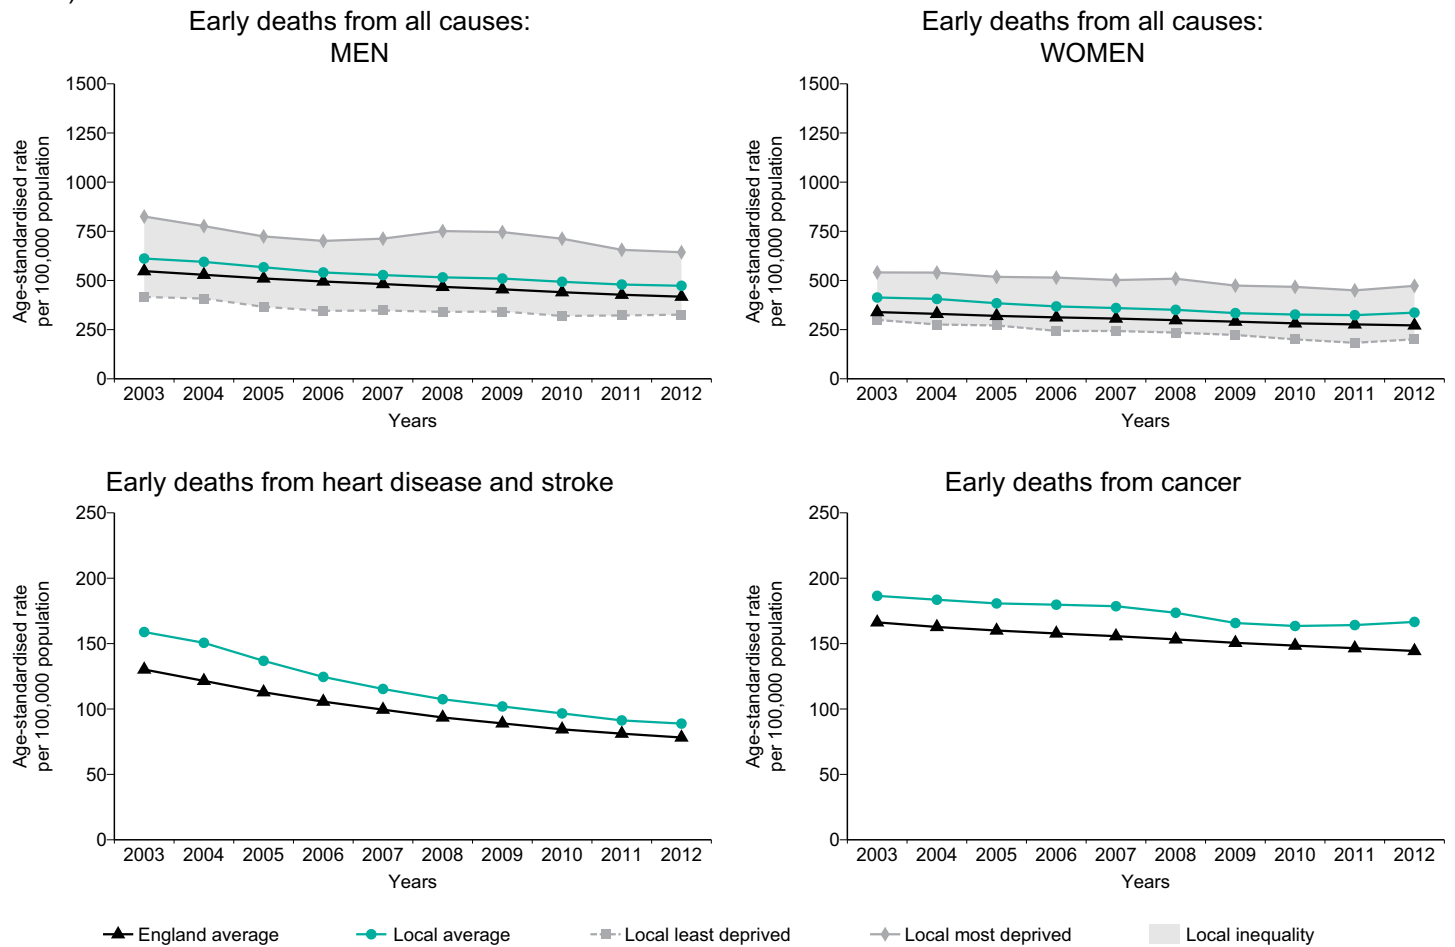 Early deaths from all causes:
MEN
Age-standardised rate
per 100,000 population
1500
1250
1000
750
500
250
0
2003 2004 2005 2006 2007 2008 2009 2010 2011 2012
Years
Early deaths from all causes:
WOMEN
Age-standardised rate
per 100,000 population
1500
1250
1000
750
500
250
0
2003 2004 2005 2006 2007 2008 2009 2010 2011 2012
Years
Early deaths from heart disease and stroke
Age-standardised rate
per 100,000 population
250
200
150
100
50
0
2003 2004 2005 2006 2007 2008 2009 2010 2011 2012
Years
Early deaths from cancer
Age-standardised rate
per 100,000 population
250
200
150
100
50
0
2003 2004 2005 2006 2007 2008 2009 2010 2011 2012
Years
England average Local average Local least deprived Local most deprived Local inequality